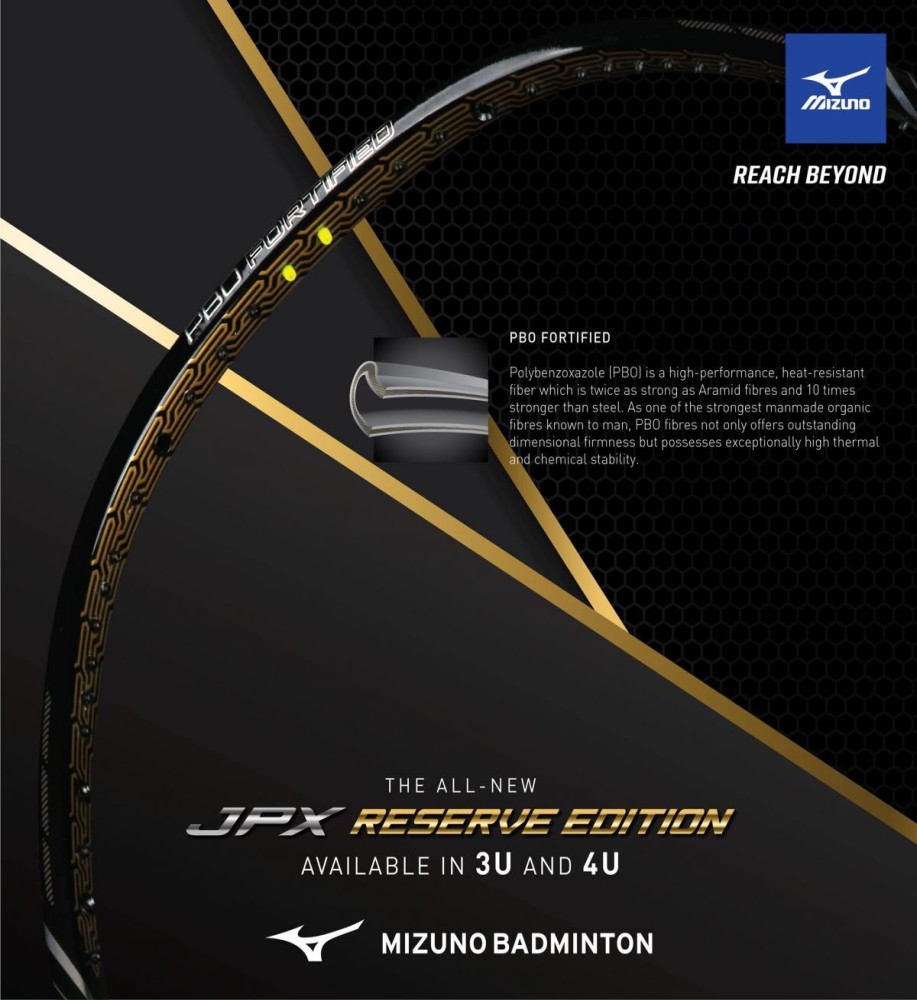 MIZUNO
REACH BEYOND
PBO FORTIFIED
PBO FORTIFIED
Polybenzoxazole (PBO) is a high-performance, heat-resistant
fiber which is twice as strong as Aramid fibres and 10 times
stronger than steel. As one of the strongest manmade organic
fibres known to man, PBO fibres not only offers outstanding
dimensional firmness but possesses exceptionally high thermal
and chemical stability.
THE ALL-NEW
JPX RESERVE EDITION
AVAILABLE IN 3U AND 4U
MIZUNO BADMINTON